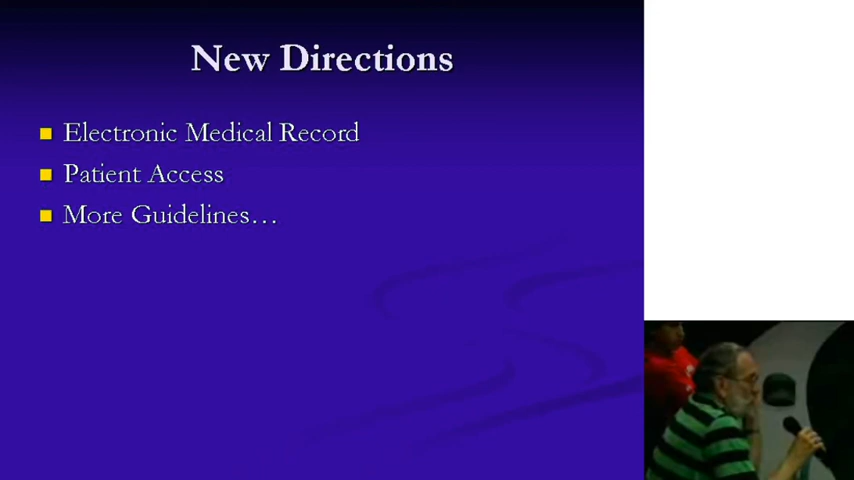 New Directions
Electronic Medical Record
Patient Access
More Guidelines…